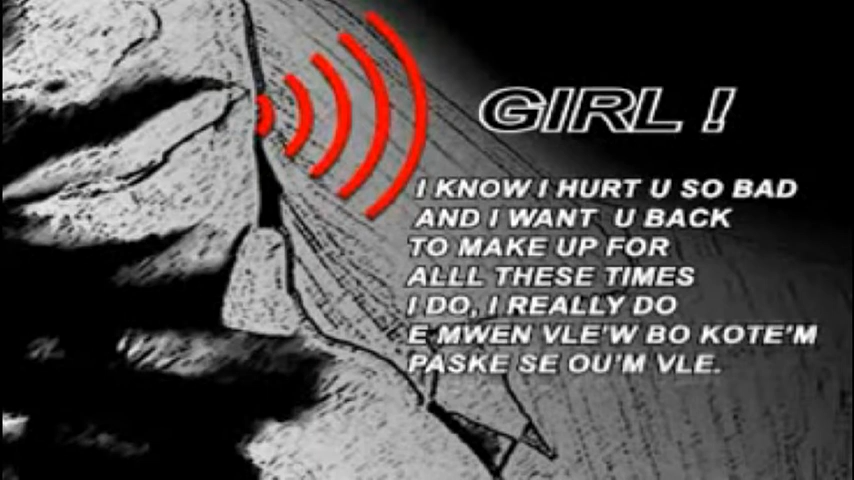 GIRL !
I KNOW I HURT U SO BAD
AND I WANT U BACK
TO MAKE UP FOR
ALLL THESE TIMES
I DO, I REALLY DO
E MWEN VLE'W BO KOTE'M
PASKE SE OU'M VLE.